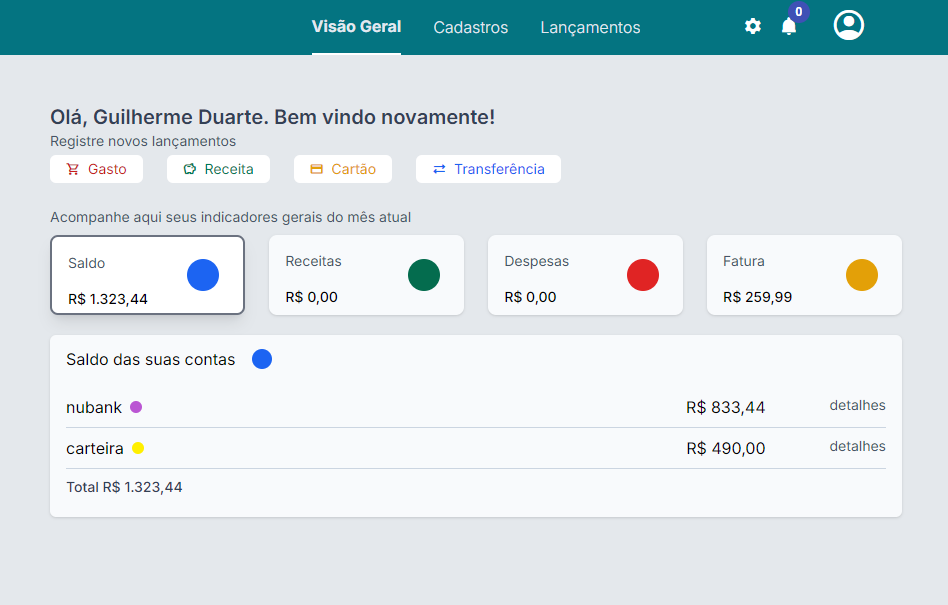 Visão Geral Cadastros Lançamentos 0
Olá, Guilherme Duarte. Bem vindo novamente!
Registre novos lançamentos
Gasto Receita Cartão Transferência
Acompanhe aqui seus indicadores gerais do mês atual
Saldo Receitas Despesas Fatura
R$ 1.323,44 R$ 0,00 R$ 0,00 R$ 259,99
Saldo das suas contas
nubank R$ 833,44 detalhes
carteira R$ 490,00 detalhes
Total R$ 1.323,44